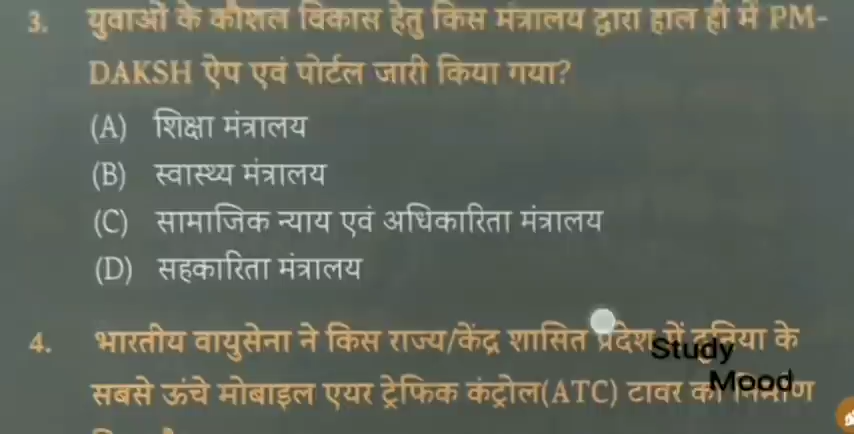 3. युवाओं के कौशल विकास हेतु किस मंत्रालय द्वारा हाल ही में PM-
DAKSH ऐप एवं पोर्टल जारी किया गया?
(A) शिक्षा मंत्रालय
(B) स्वास्थ्य मंत्रालय
(C) सामाजिक न्याय एवं अधिकारिता मंत्रालय
(D) सहकारिता मंत्रालय
4. भारतीय वायुसेना ने किस राज्य/केंद्र शासित प्रदेश में दुनिया के
सबसे ऊंचे मोबाइल एयर ट्रेफिक कंट्रोल(ATC) टावर का निर्माण
Study
Mood